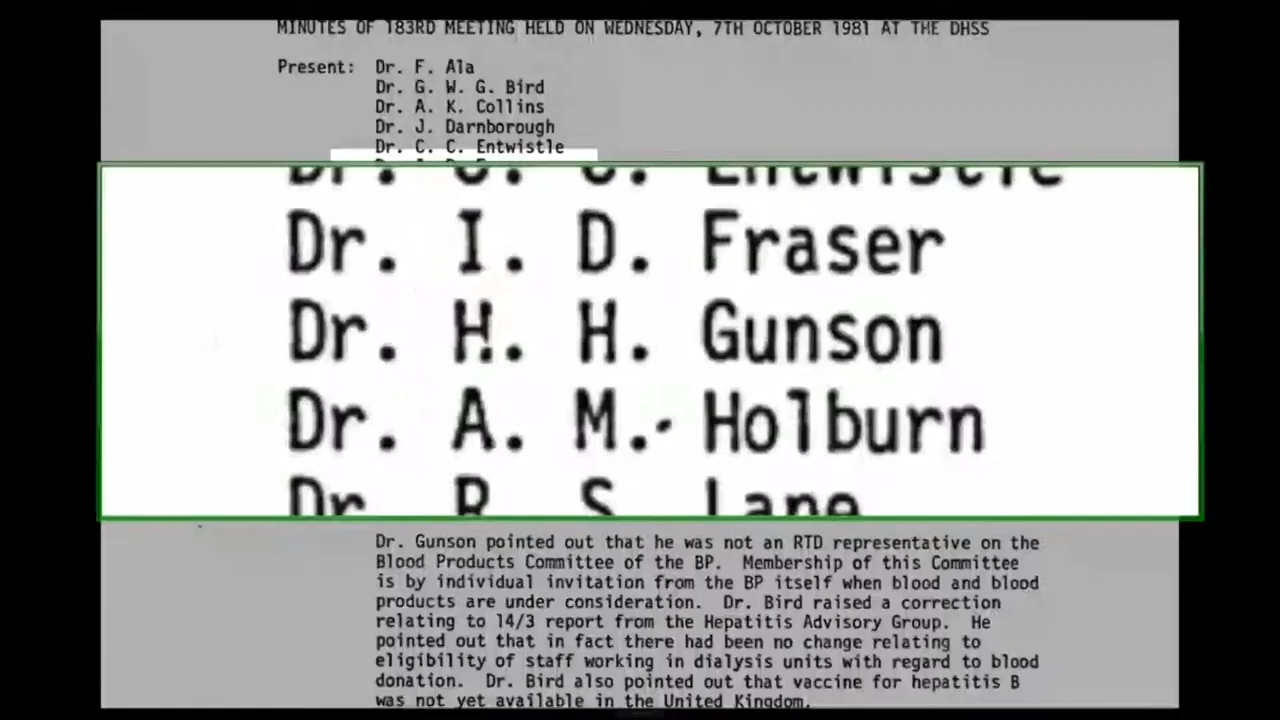 MINUTES OF 183RD MEETING HELD ON WEDNESDAY, 7TH OCTOBER 1981 AT THE DHSS
Present: Dr. F. Ala
Dr. G. W. G. Bird
Dr. A. K. Collins
Dr. J. Darnborough
Dr. C. C. Entwistle
Dr. C. C. Entwistle
Dr. I. D. Fraser
Dr. H. H. Gunson
Dr. A. M. Holburn
Dr. R. S. Lane
Dr. Gunson pointed out that he was not an RTD representative on the
Blood Products Committee of the BP. Membership of this Committee
is by individual invitation from the BP itself when blood and blood
products are under consideration. Dr. Bird raised a correction
relating to 14/3 report from the Hepatitis Advisory Group. He
pointed out that in fact there had been no change relating to
eligibility of staff working in dialysis units with regard to blood
donation. Dr. Bird also pointed out that vaccine for hepatitis B
was not yet available in the United Kingdom.